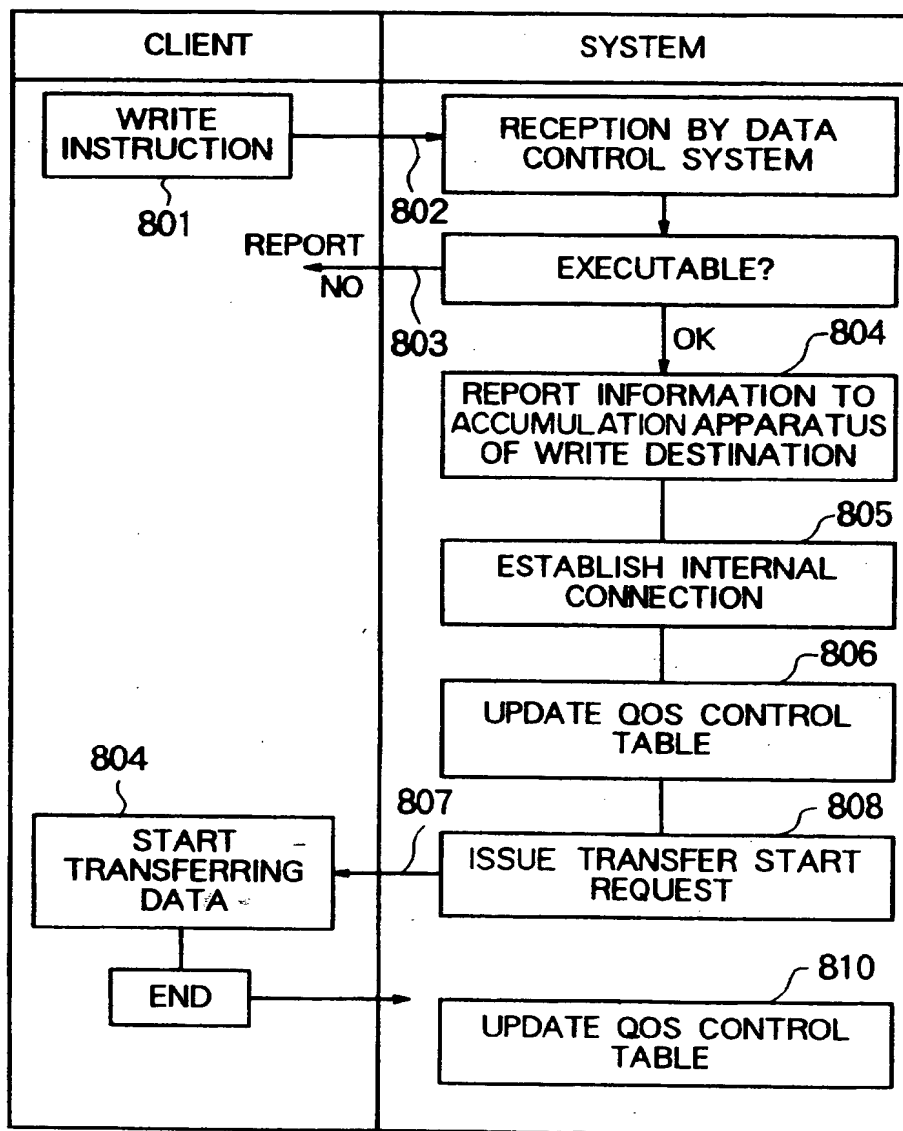 CLIENT
SYSTEM
WRITE
INSTRUCTION
801
802
RECEPTION BY DATA
CONTROL SYSTEM
REPORT
NO
803
EXECUTABLE?
OK
804
REPORT INFORMATION TO
ACCUMULATION APPARATUS
OF WRITE DESTINATION
805
ESTABLISH INTERNAL
CONNECTION
806
UPDATE QOS CONTROL
TABLE
804
START
TRANSFERRING
DATA
807
808
ISSUE TRANSFER START
REQUEST
END
810
UPDATE QOS CONTROL
TABLE